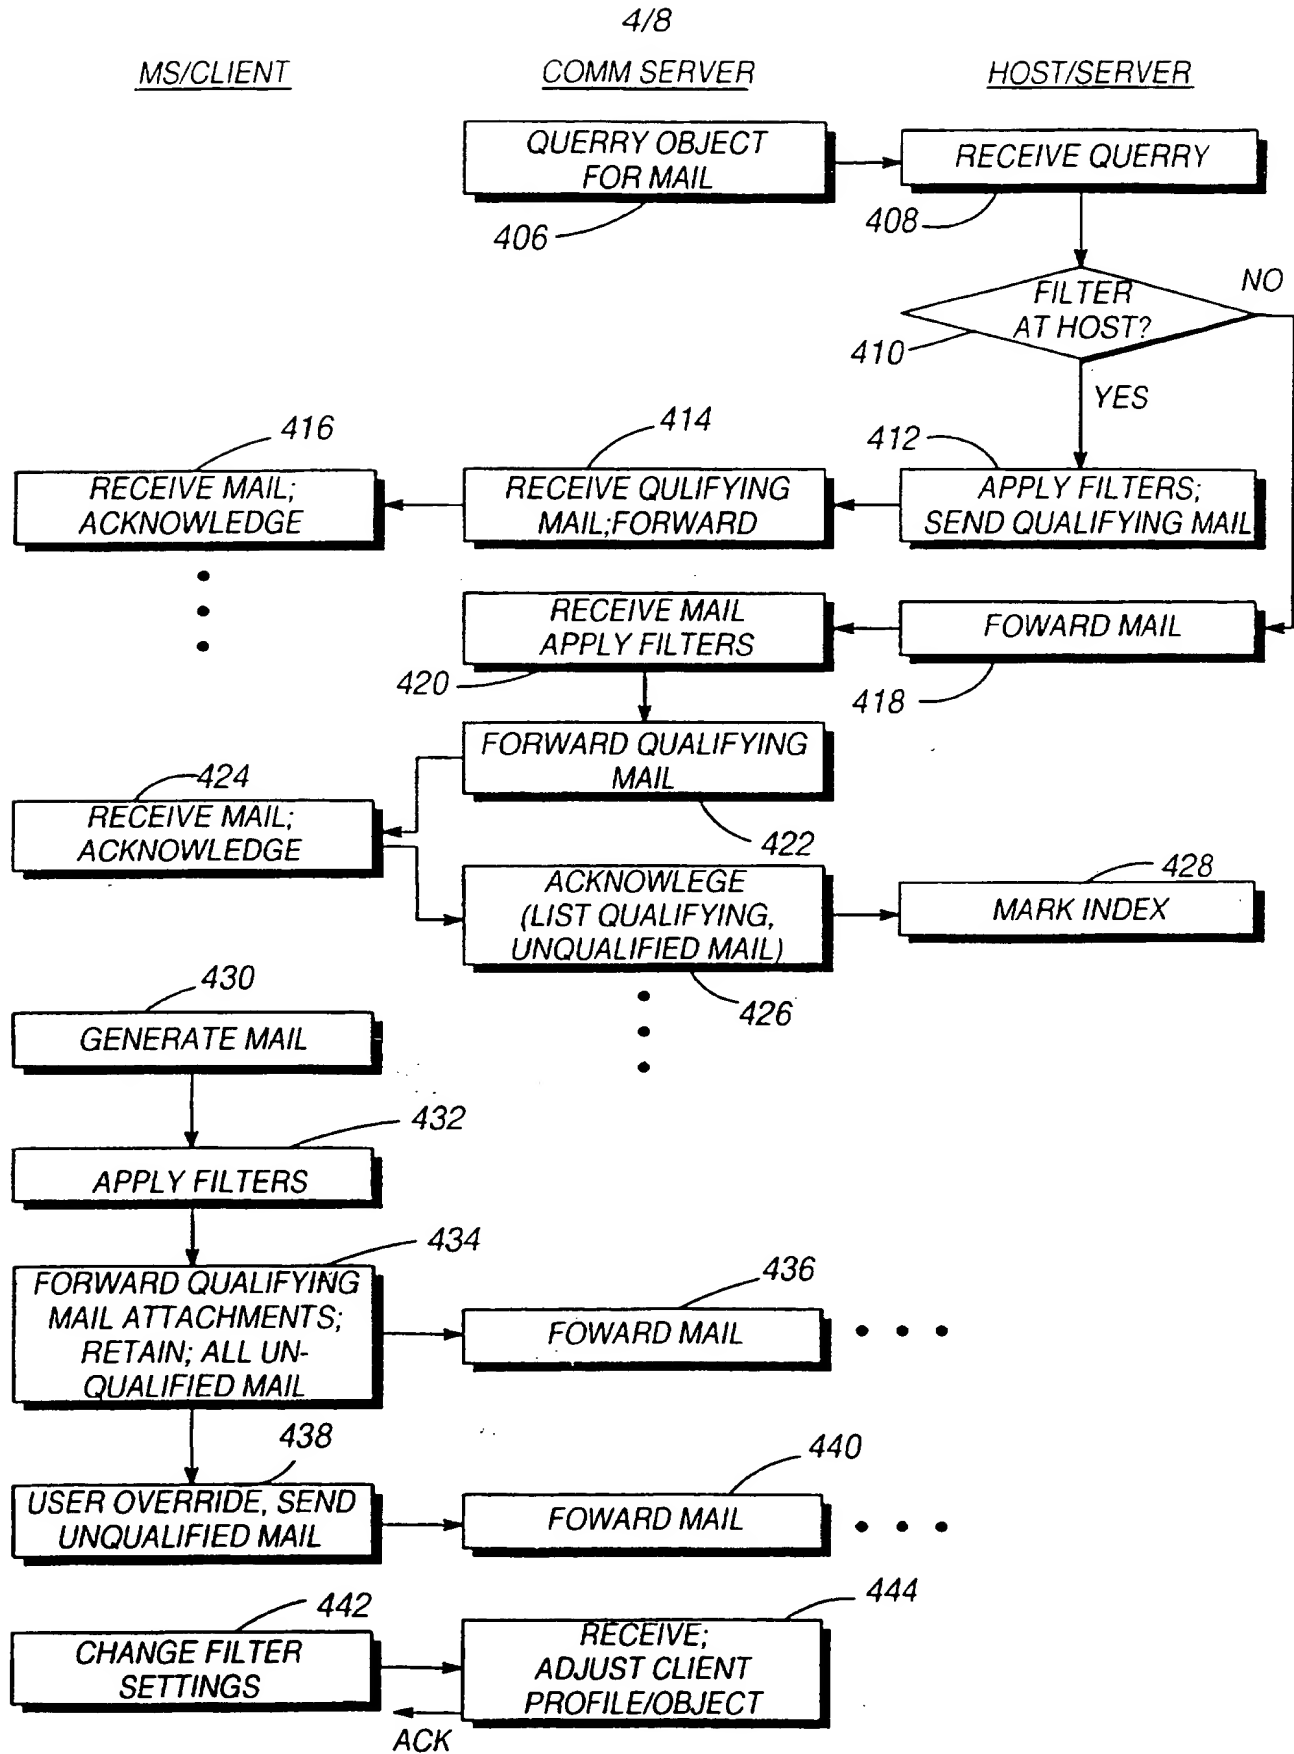 4/8
MS/CLIENT
COMM SERVER
HOST/SERVER
QUERRY OBJECT
FOR MAIL
406
RECEIVE QUERRY
408
FILTER
AT HOST?
410
NO
YES
416
RECEIVE MAIL;
ACKNOWLEDGE
414
RECEIVE QULIFYING
MAIL;FORWARD
412
APPLY FILTERS;
SEND QUALIFYING MAIL
RECEIVE MAIL
APPLY FILTERS
420
FOWARD MAIL
418
FORWARD QUALIFYING
MAIL
422
424
RECEIVE MAIL;
ACKNOWLEDGE
ACKNOWLEGE
(LIST QUALIFYING,
UNQUALIFIED MAIL)
426
428
MARK INDEX
430
GENERATE MAIL
432
APPLY FILTERS
434
FORWARD QUALIFYING
MAIL ATTACHMENTS;
RETAIN; ALL UN-
QUALIFIED MAIL
436
FOWARD MAIL
438
USER OVERRIDE, SEND
UNQUALIFIED MAIL
440
FOWARD MAIL
442
CHANGE FILTER
SETTINGS
444
RECEIVE;
ADJUST CLIENT
PROFILE/OBJECT
ACK